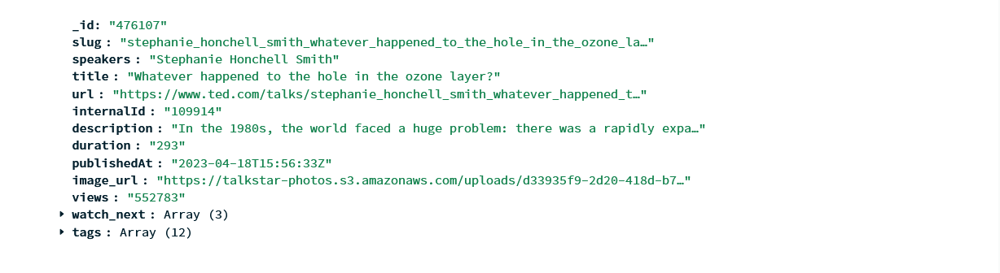 _id: "476107"
slug : "stephanie_honchell_smith_whatever_happened_to_the_hole_in_the_ozone_la…"
speakers : "Stephanie Honchell Smith"
title : "Whatever happened to the hole in the ozone layer?"
url : "https://www.ted.com/talks/stephanie_honchell_smith_whatever_happened_t…"
internalId : "109914"
description : "In the 1980s, the world faced a huge problem: there was a rapidly expa…"
duration : "293"
publishedAt : "2023-04-18T15:56:33Z"
image_url : "https://talkstar-photos.s3.amazonaws.com/uploads/d33935f9-2d20-418d-b7…"
views : "552783"
watch_next : Array (3)
tags : Array (12)